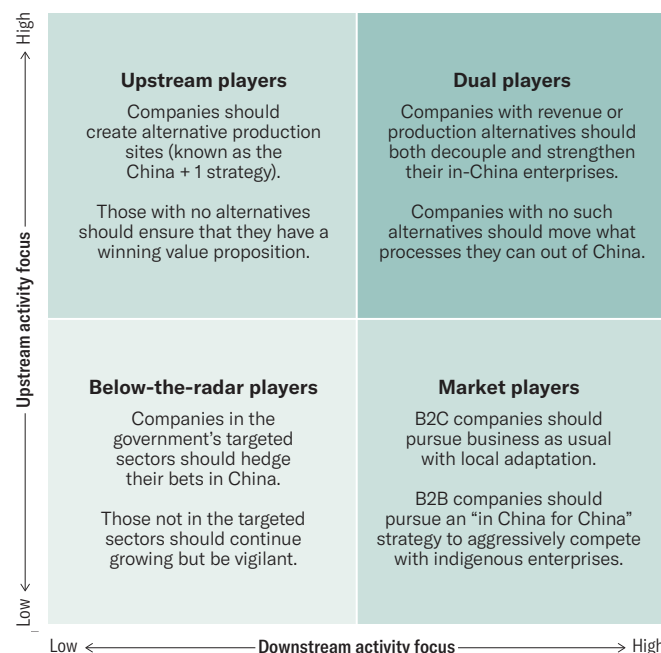 High
Upstream activity focus
Low
Upstream players
Companies should
create alternative production
sites (known as the
China + 1 strategy).
Those with no alternatives
should ensure that they have a
winning value proposition.
Dual players
Companies with revenue or
production alternatives should
both decouple and strengthen
their in-China enterprises.
Companies with no such
alternatives should move what
processes they can out of China.
Below-the-radar players
Companies in the
government’s targeted
sectors should hedge
their bets in China.
Those not in the targeted
sectors should continue
growing but be vigilant.
Market players
B2C companies should
pursue business as usual
with local adaptation.
B2B companies should
pursue an “in China for China”
strategy to aggressively compete
with indigenous enterprises.
Low
Downstream activity focus
High